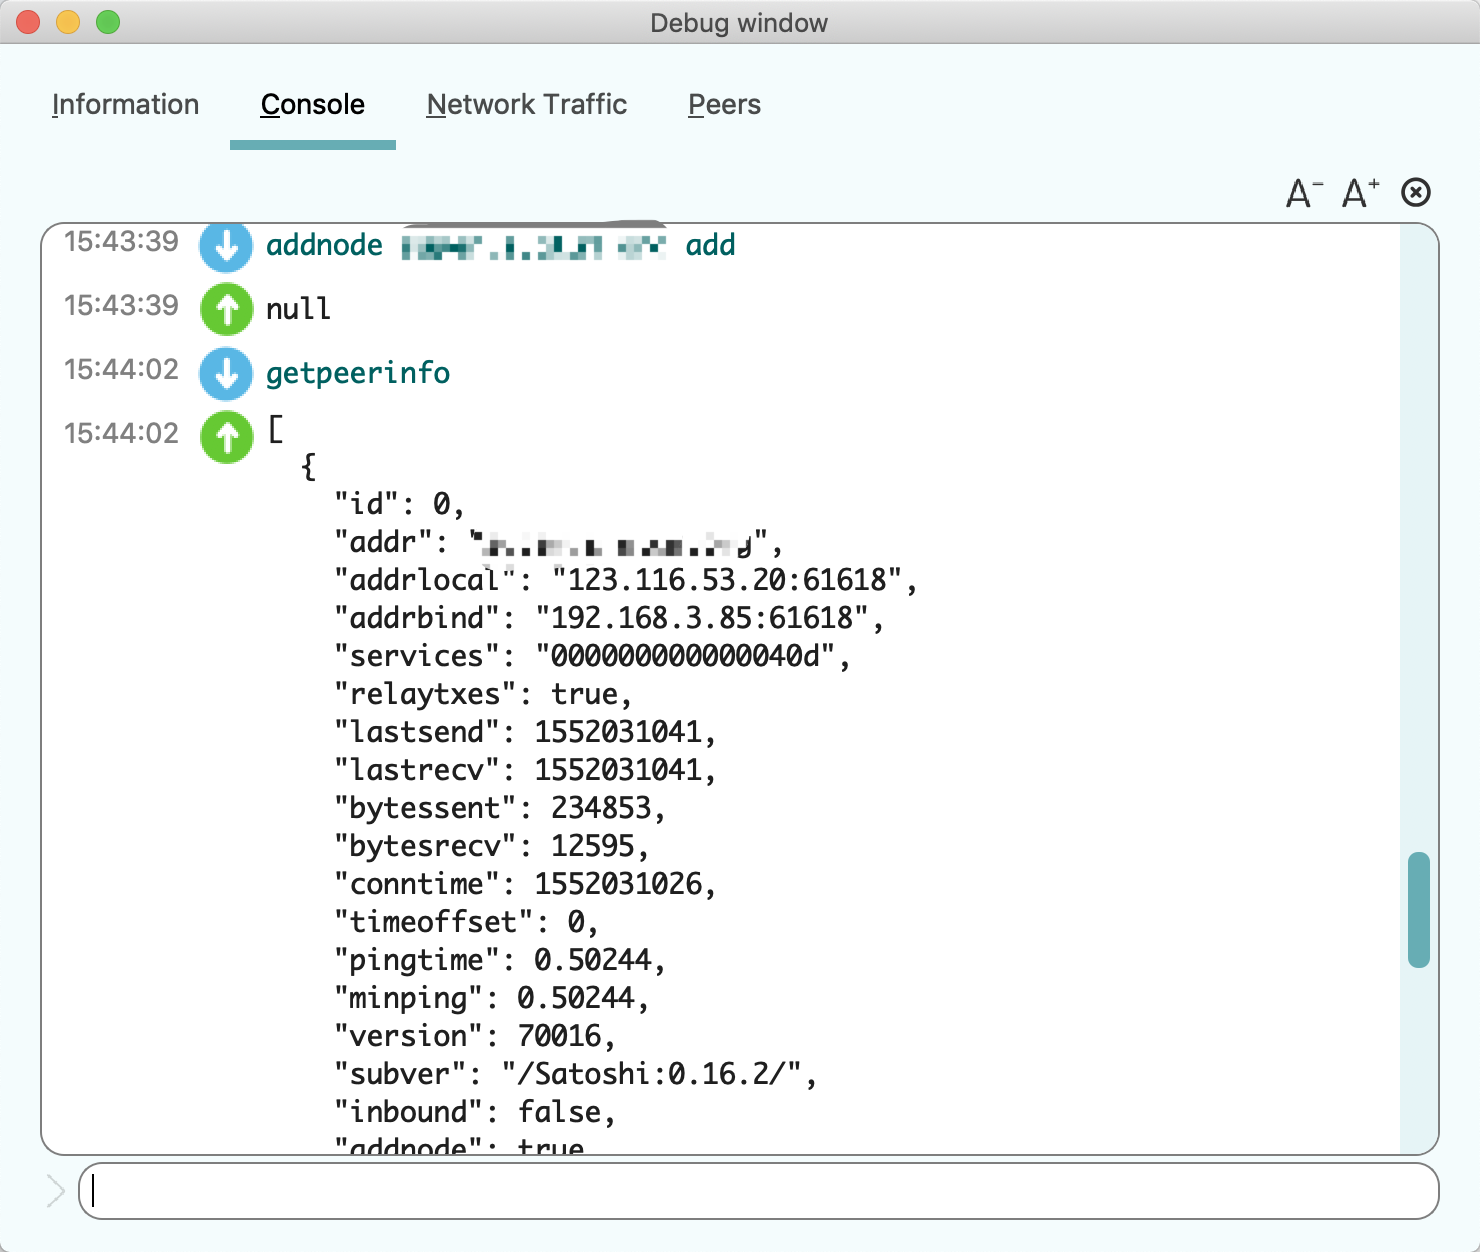 Debug window
Information Console Network Traffic Peers
A- A+
15:43:39 addnode add
15:43:39 null
15:44:02 getpeerinfo
15:44:02 [
{
"id": 0,
"addr": "",
"addrlocal": "123.116.53.20:61618",
"addrbind": "192.168.3.85:61618",
"services": "000000000000040d",
"relaytxes": true,
"lastsend": 1552031041,
"lastrecv": 1552031041,
"bytessent": 234853,
"bytesrecv": 12595,
"conntime": 1552031026,
"timeoffset": 0,
"pingtime": 0.50244,
"minping": 0.50244,
"version": 70016,
"subver": "/Satoshi:0.16.2/",
"inbound": false,
"addnode": true